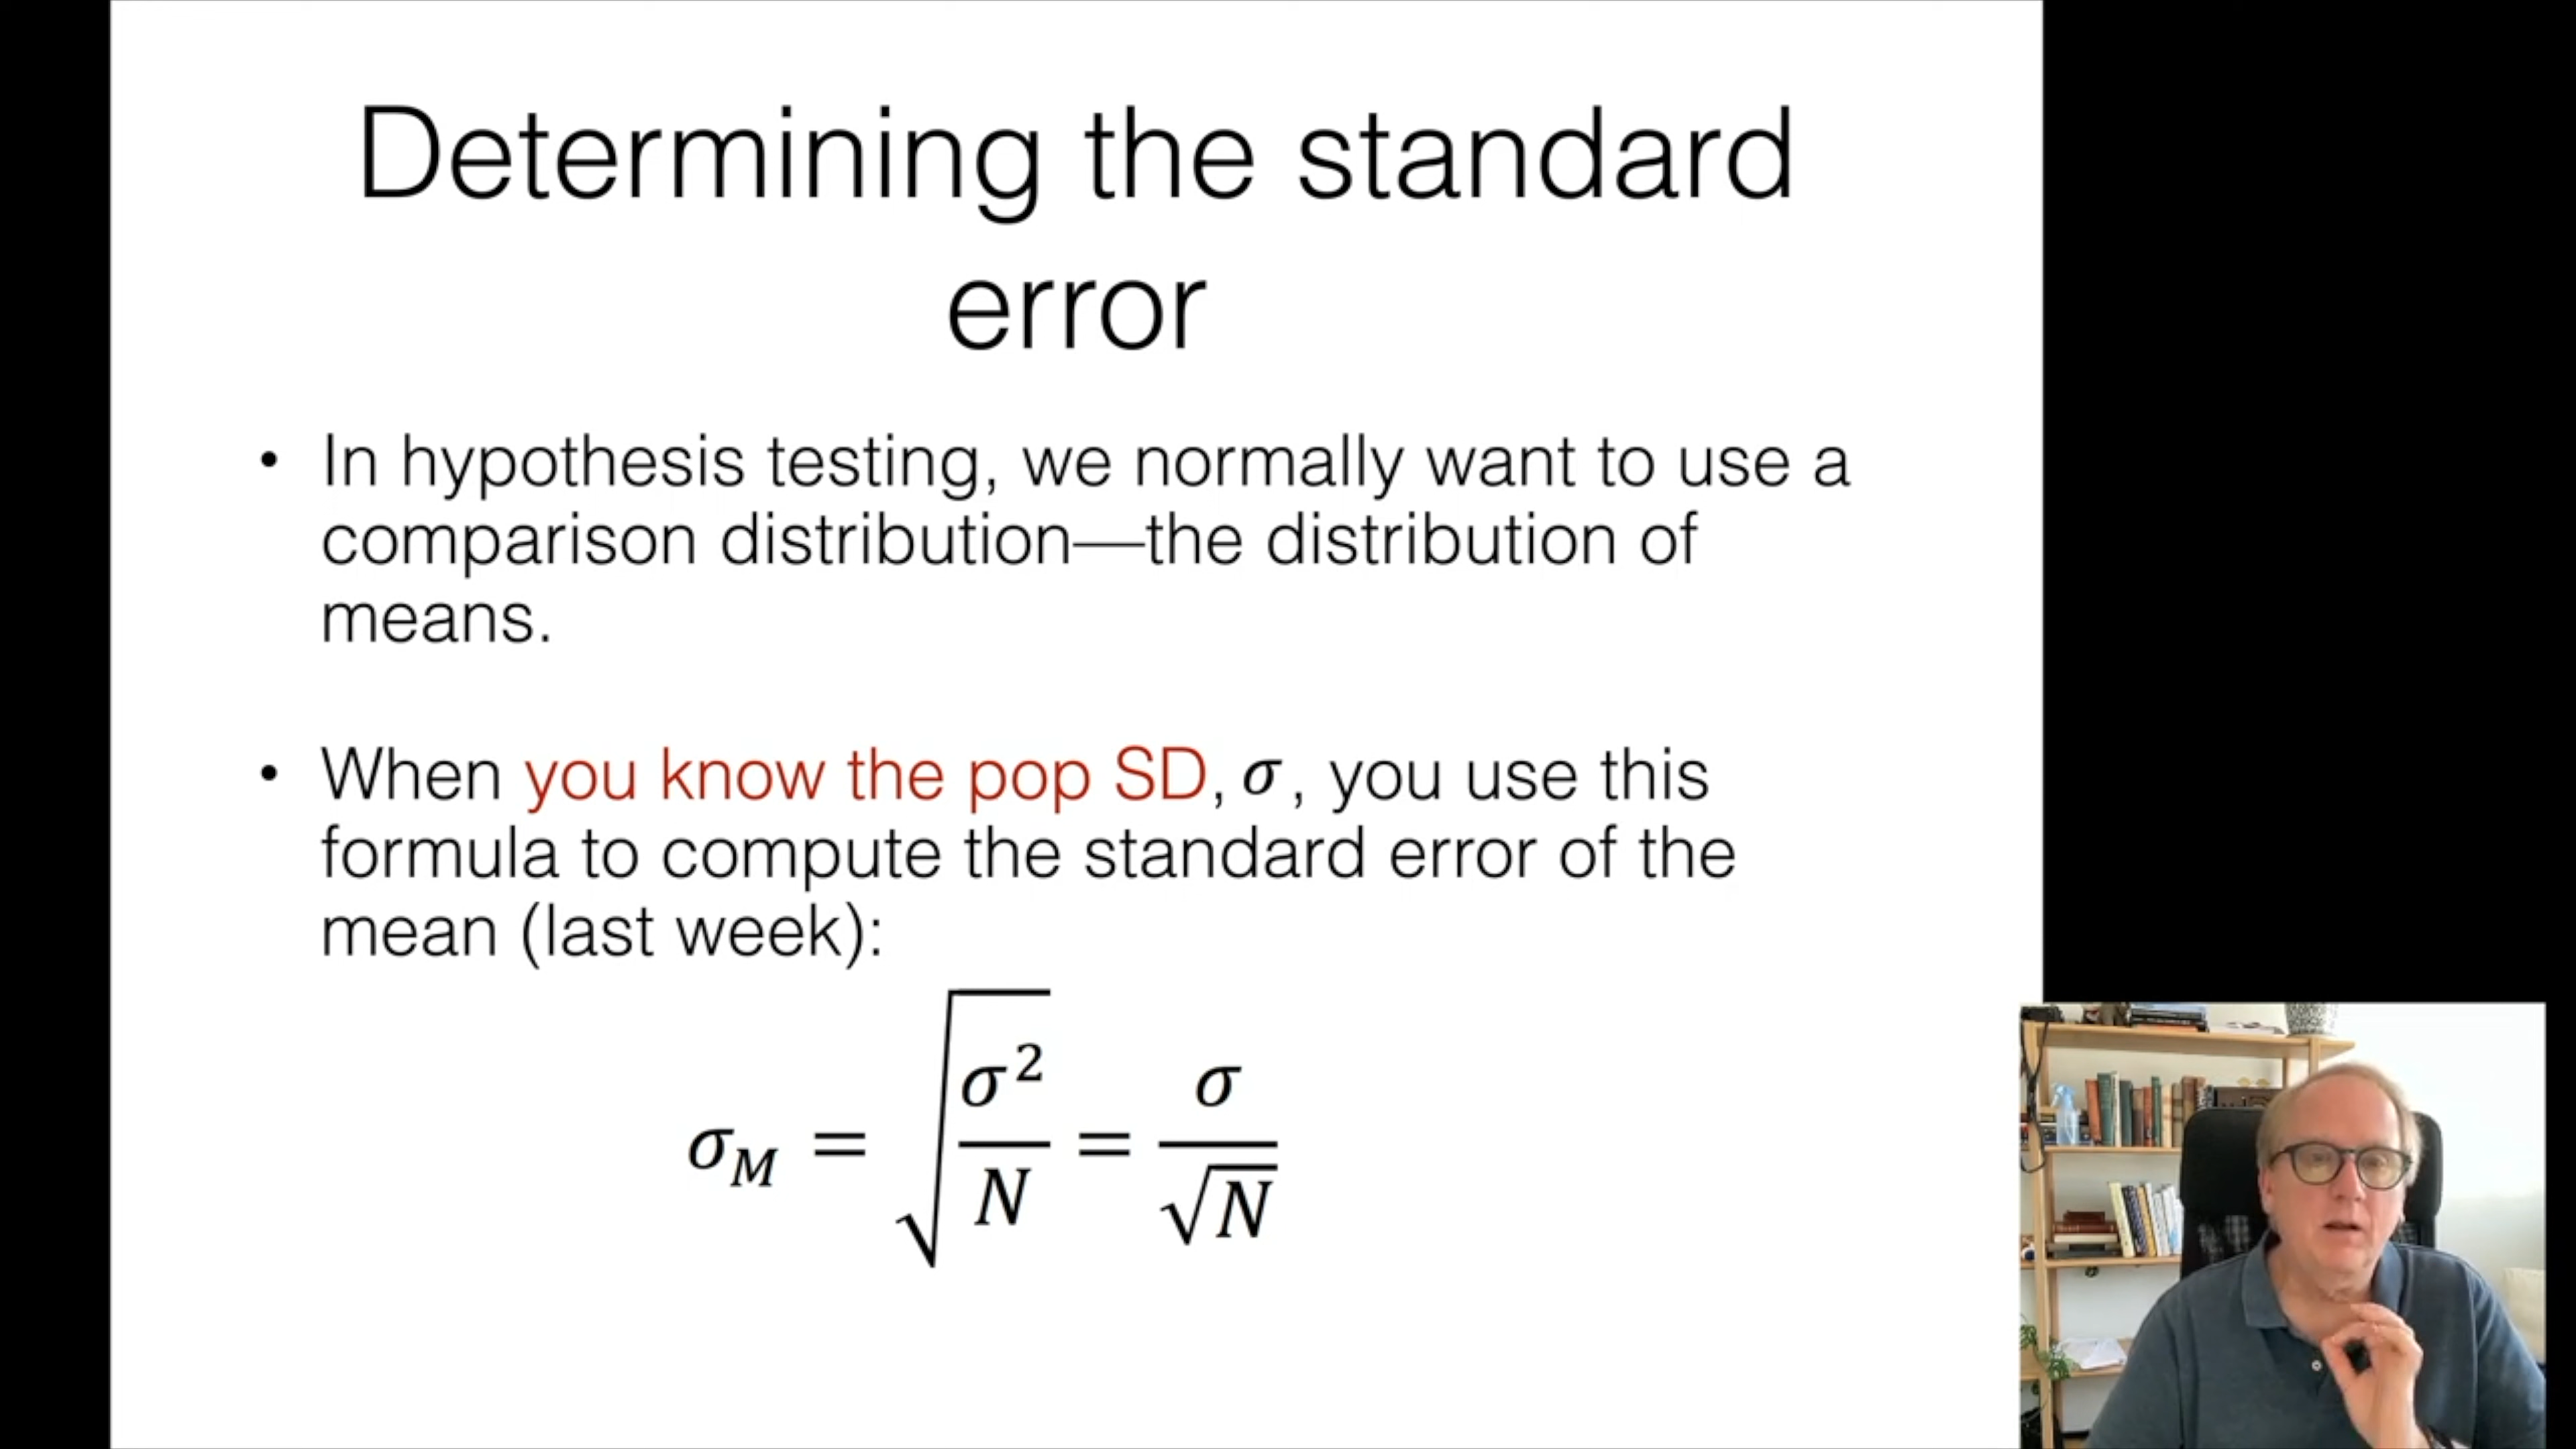 Determining the standard
error
• In hypothesis testing, we normally want to use a
comparison distribution—the distribution of
means.
• When you know the pop SD, σ, you use this
formula to compute the standard error of the
mean (last week):
σ_M = √(σ²/N) = σ/√N